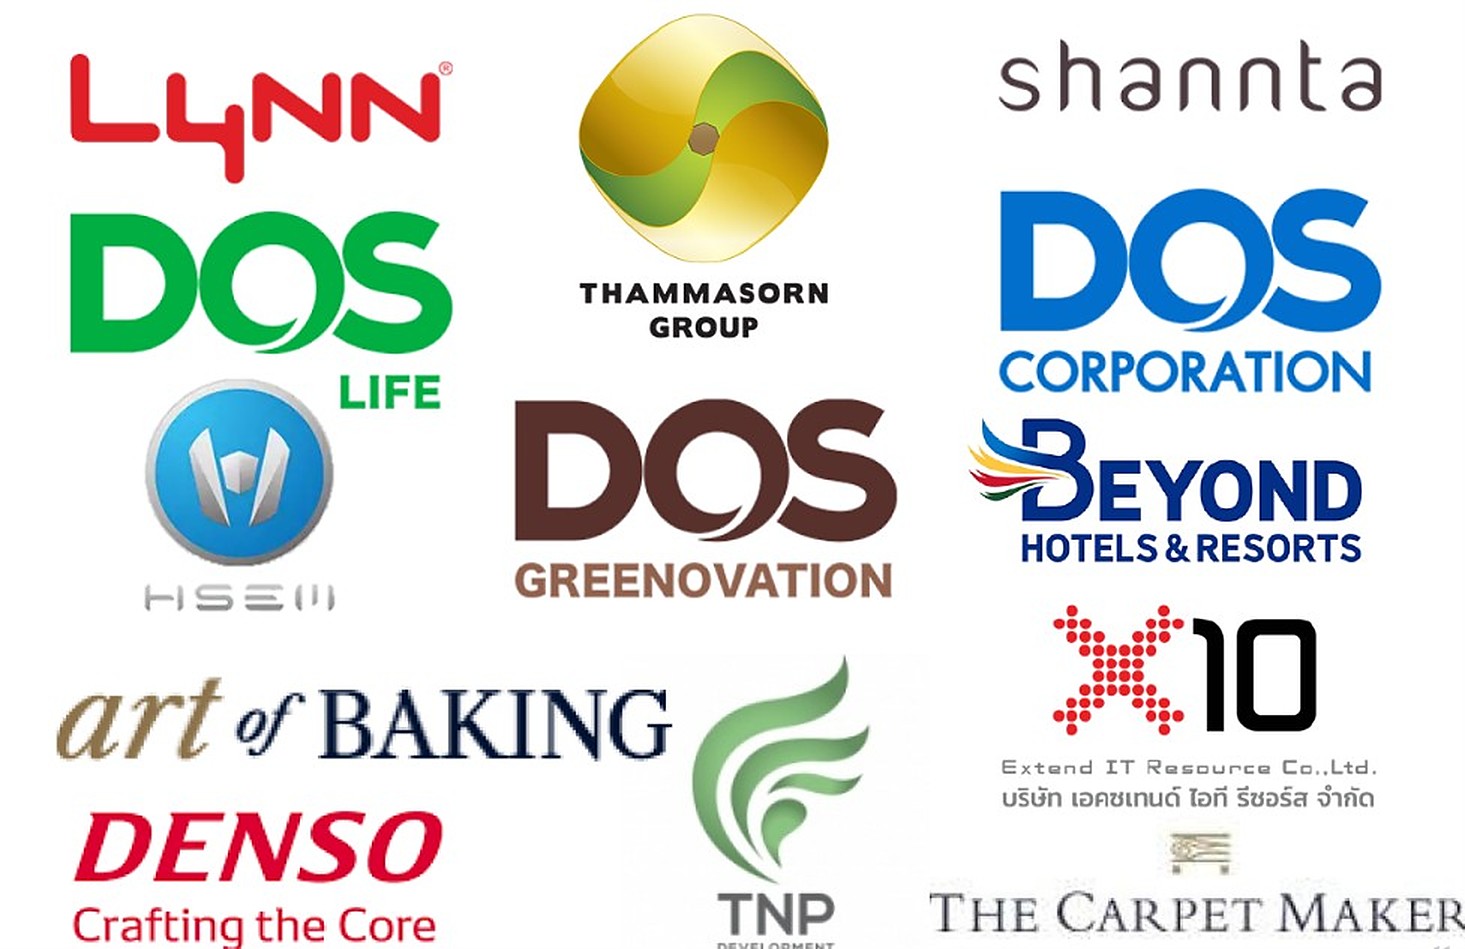 LYNN®
THAMMASORN
GROUP
shannta
DOS
LIFE
DOS
CORPORATION
HSEM
DOS
GREENOVATION
BEYOND
HOTELS & RESORTS
art of BAKING
TNP
DEVELOPMENT
X10
Extend IT Resource Co.,Ltd.
บริษัท เอคซเทนด์ ไอที รีซอร์ส จำกัด
DENSO
Crafting the Core
THE CARPET MAKER